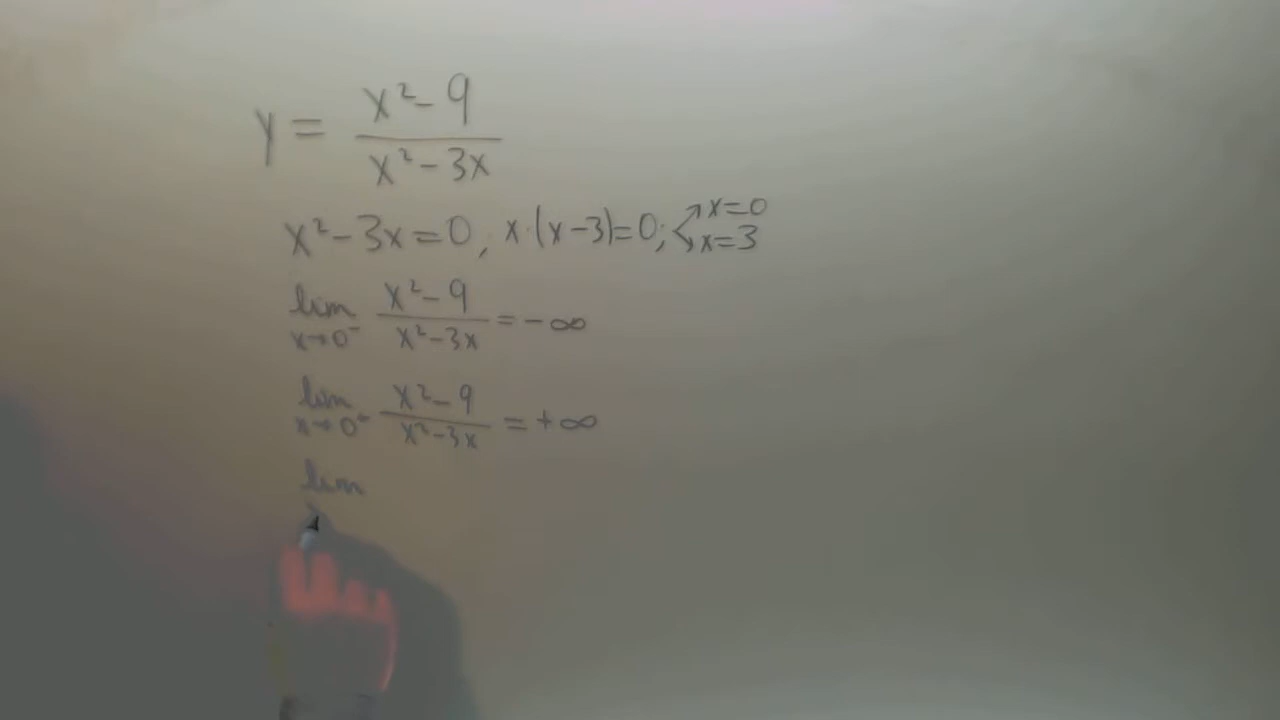 y = x² - 9 / x² - 3x
x² - 3x = 0, x·(x - 3) = 0; x = 0 x = 3
lim x→0⁻ x² - 9 / x² - 3x = - ∞
lim x→0⁺ x² - 9 / x² - 3x = + ∞
lim